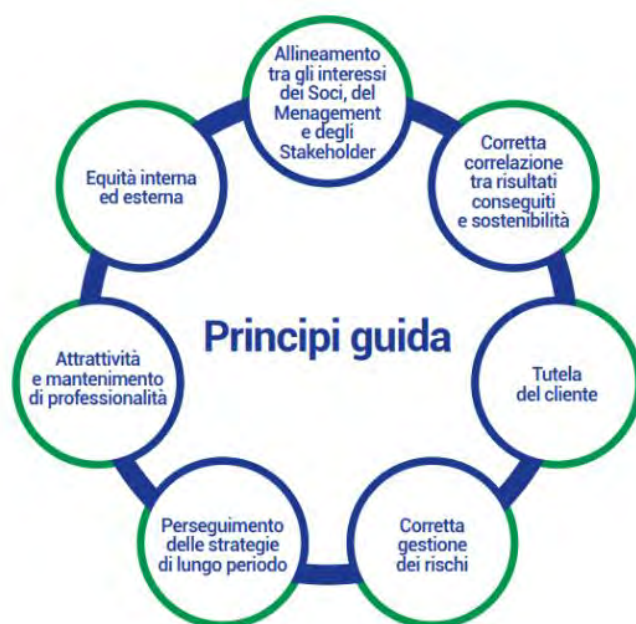 Allineamento
tra gli interessi
dei Soci, del
Menagement
e degli
Stakeholder
Corretta
correlazione
tra risultati
conseguiti
e sostenibilità
Tutela
del cliente
Corretta
gestione
dei rischi
Perseguimento
delle strategie
di lungo periodo
Attrattività
e mantenimento
di professionalità
Equità interna
ed esterna
Principi guida